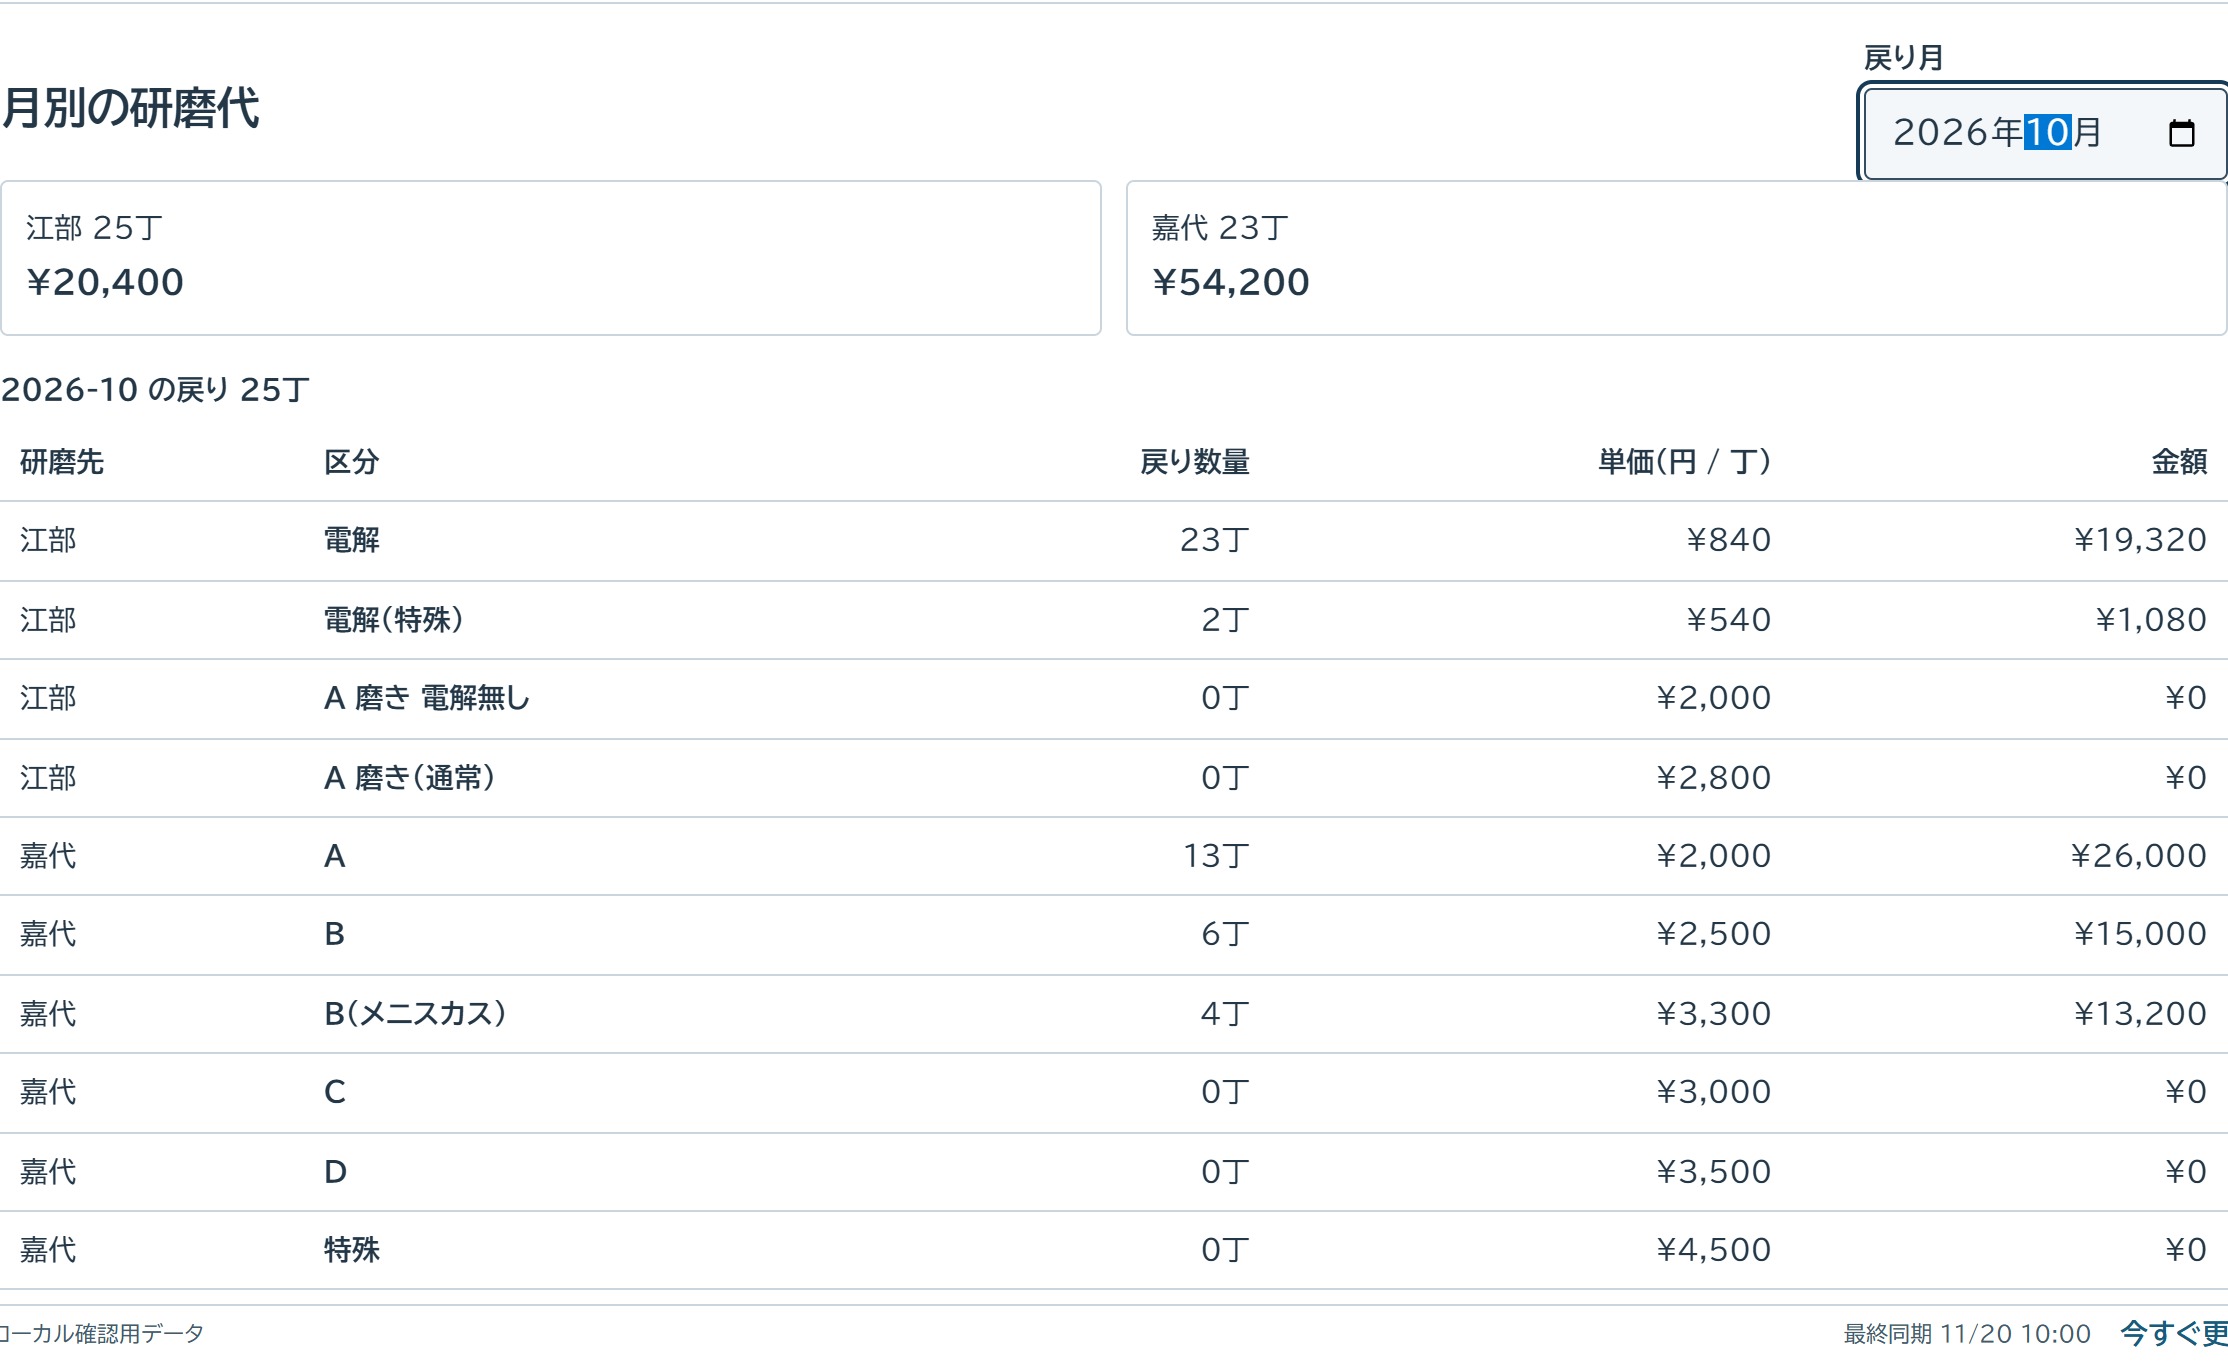 戻り月
月別の研磨代
2026年10月
江部 25丁
¥20,400
嘉代 23丁
¥54,200
2026-10 の戻り 25丁
研磨先 区分 戻り数量 単価(円 / 丁) 金額
江部 電解 23丁 ¥840 ¥19,320
江部 電解(特殊) 2丁 ¥540 ¥1,080
江部 A 磨き 電解無し 0丁 ¥2,000 ¥0
江部 A 磨き(通常) 0丁 ¥2,800 ¥0
嘉代 A 13丁 ¥2,000 ¥26,000
嘉代 B 6丁 ¥2,500 ¥15,000
嘉代 B(メニスカス) 4丁 ¥3,300 ¥13,200
嘉代 C 0丁 ¥3,000 ¥0
嘉代 D 0丁 ¥3,500 ¥0
嘉代 特殊 0丁 ¥4,500 ¥0
ローカル確認用データ 最終同期 11/20 10:00 今すぐ更